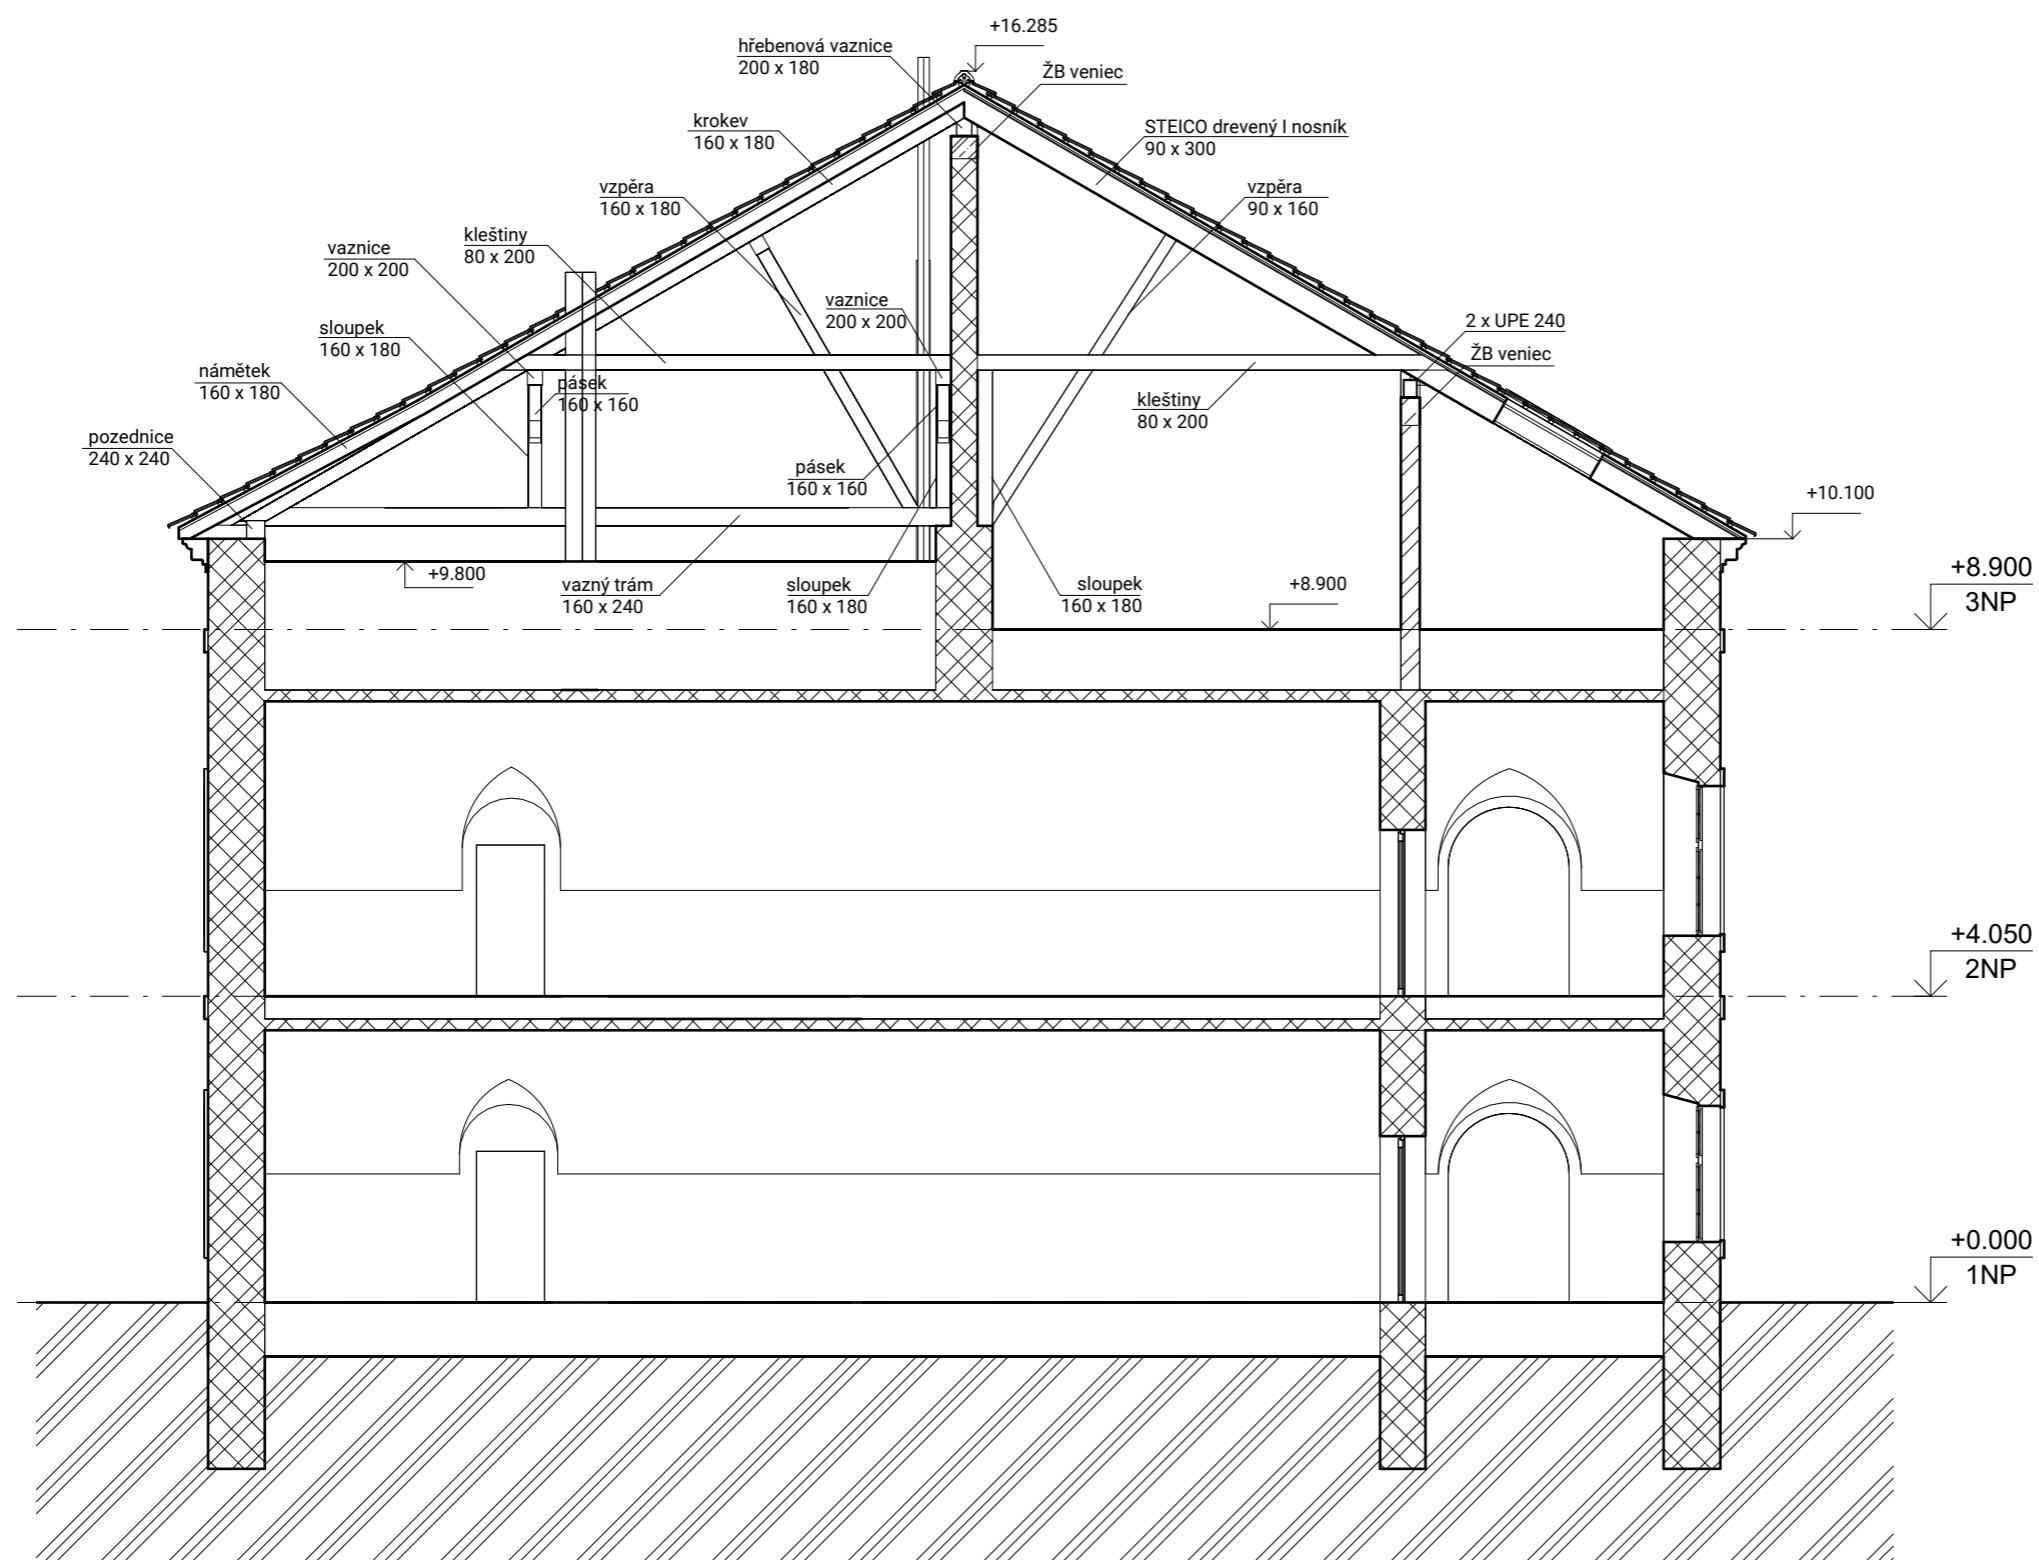 +16.285
hřebenová vaznice
200 x 180
ŽB veniec
krokev
160 x 180
STEICO drevený I nosník
90 x 300
vzpěra
160 x 180
vzpěra
90 x 160
kleštiny
80 x 200
vaznice
200 x 200
vaznice
200 x 200
sloupek
160 x 180
2 x UPE 240
ŽB veniec
námětek
160 x 180
pásek
160 x 160
kleštiny
80 x 200
pozednice
240 x 240
pásek
160 x 160
+10.100
+9.800
vazný trám
160 x 240
sloupek
160 x 180
sloupek
160 x 180
+8.900
+8.900
3NP
+4.050
2NP
+0.000
1NP